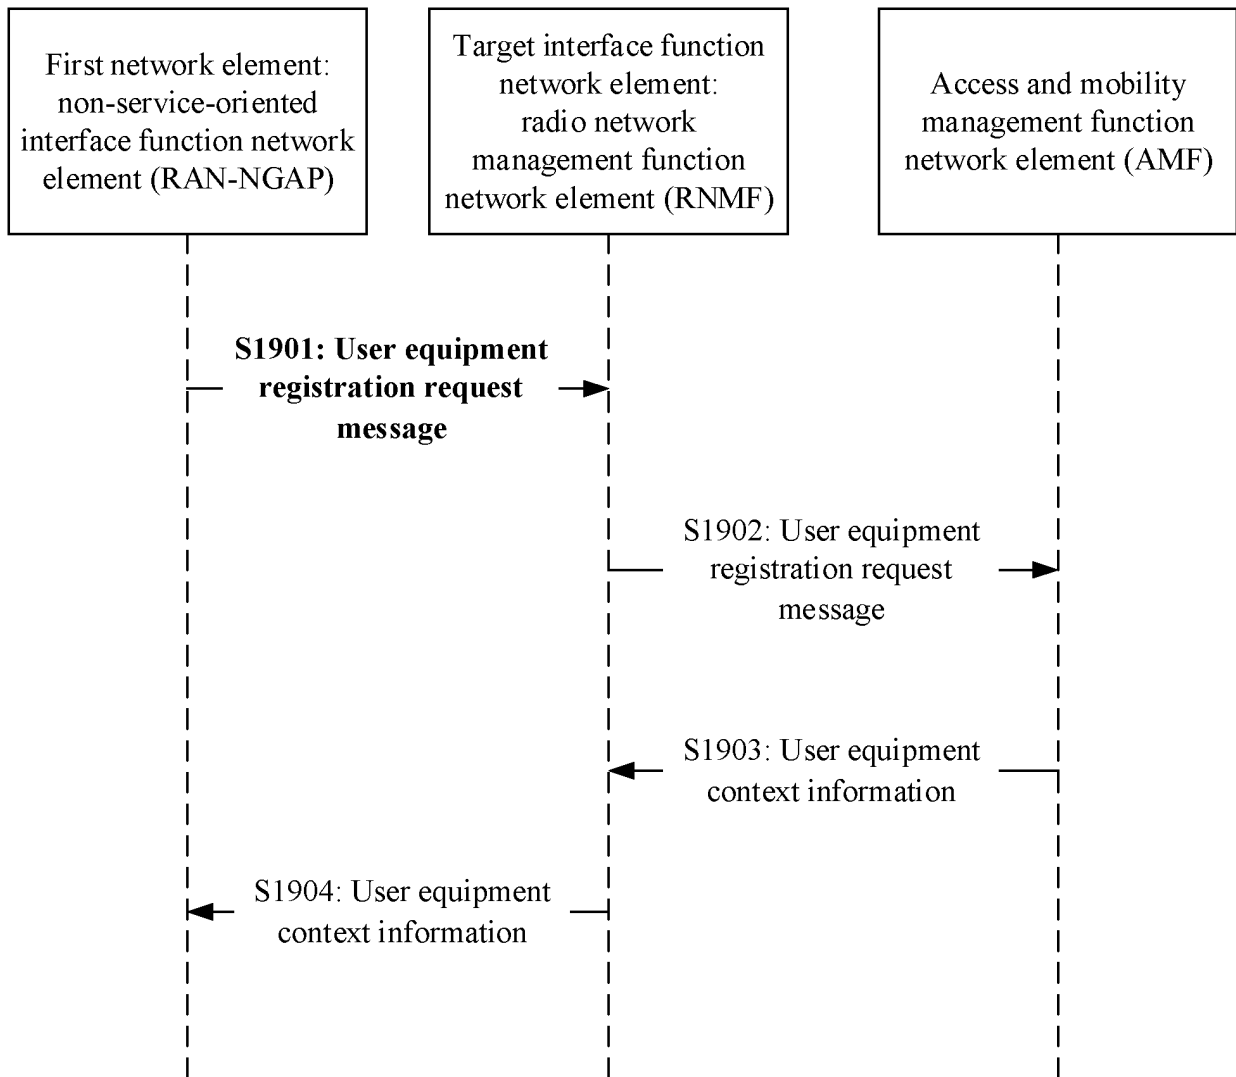 First network element:
non-service-oriented
interface function network
element (RAN-NGAP)
Target interface function
network element:
radio network
management function
network element (RNMF)
Access and mobility
management function
network element (AMF)
S1901: User equipment
registration request
message
S1902: User equipment
registration request
message
S1903: User equipment
context information
S1904: User equipment
context information